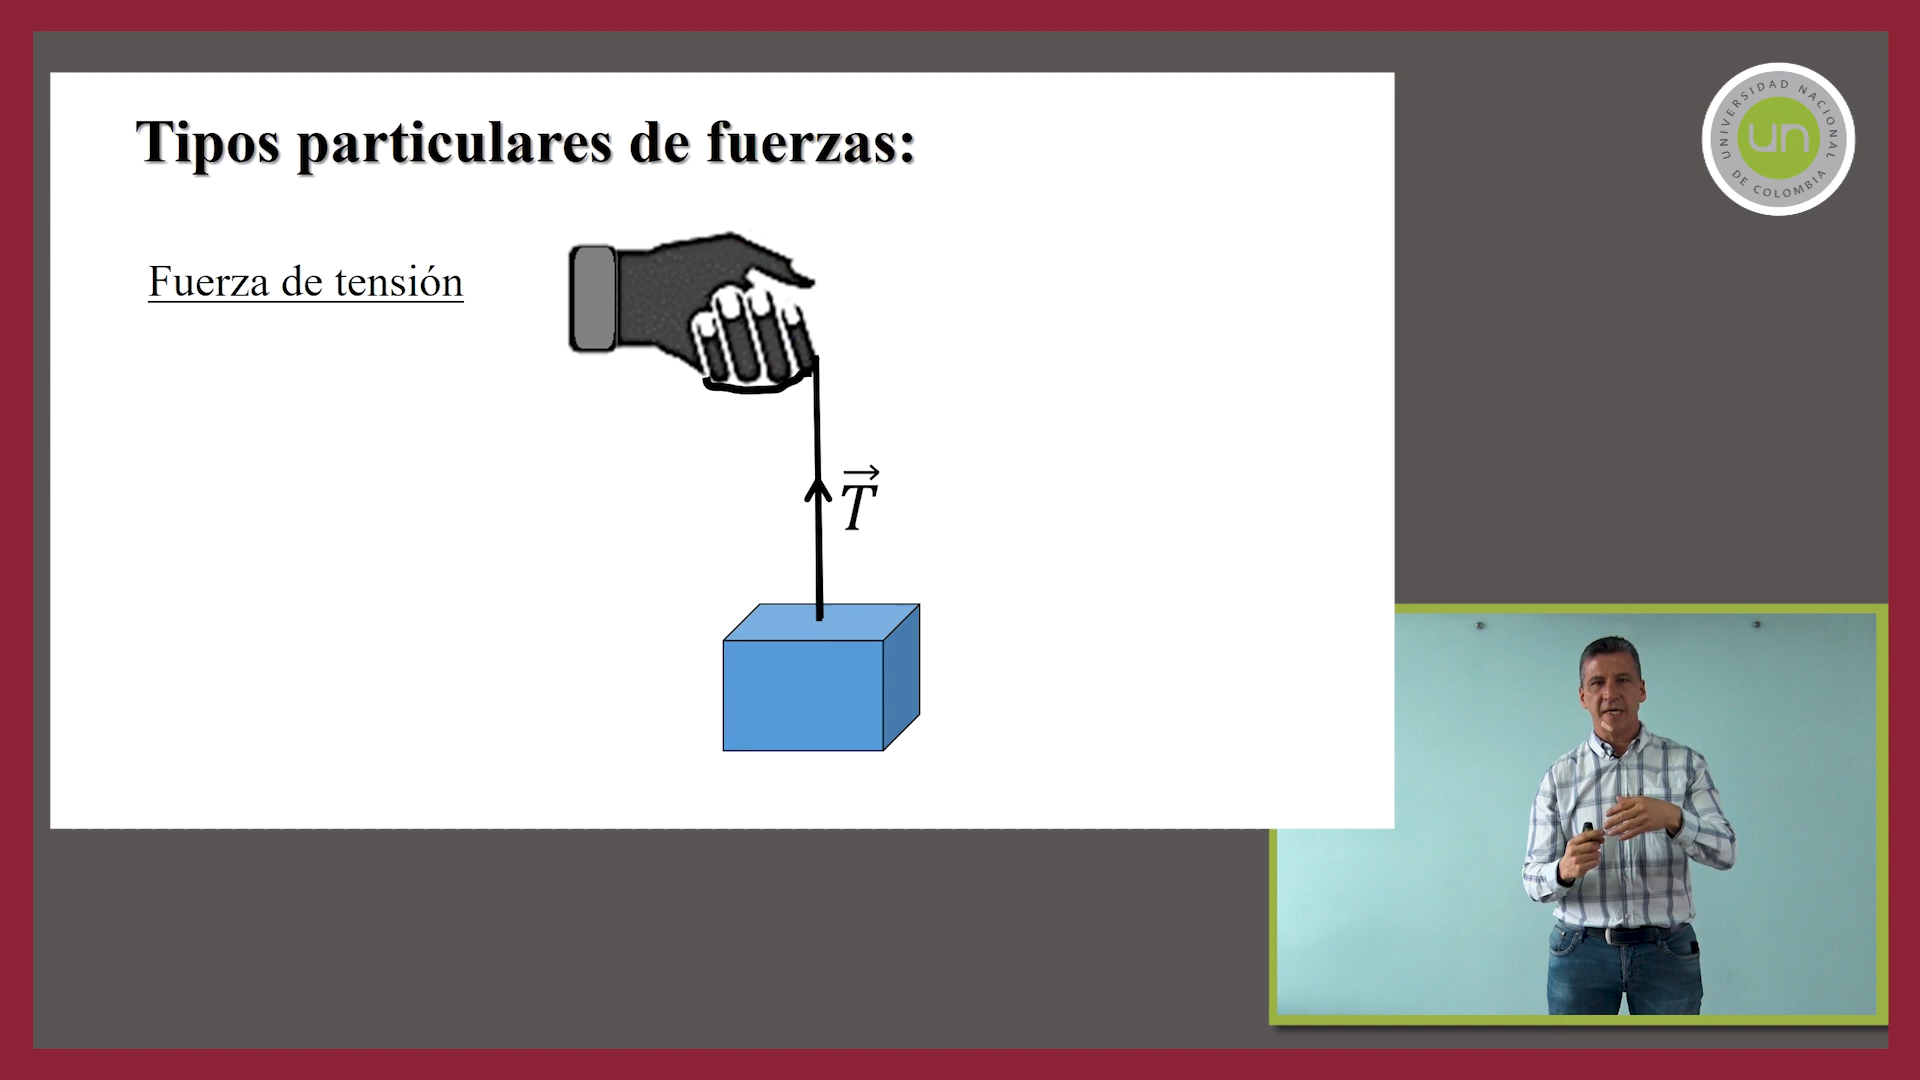 Tipos particulares de fuerzas:
Fuerza de tensión
T
UNIVERSIDAD NACIONAL
DE COLOMBIA
un